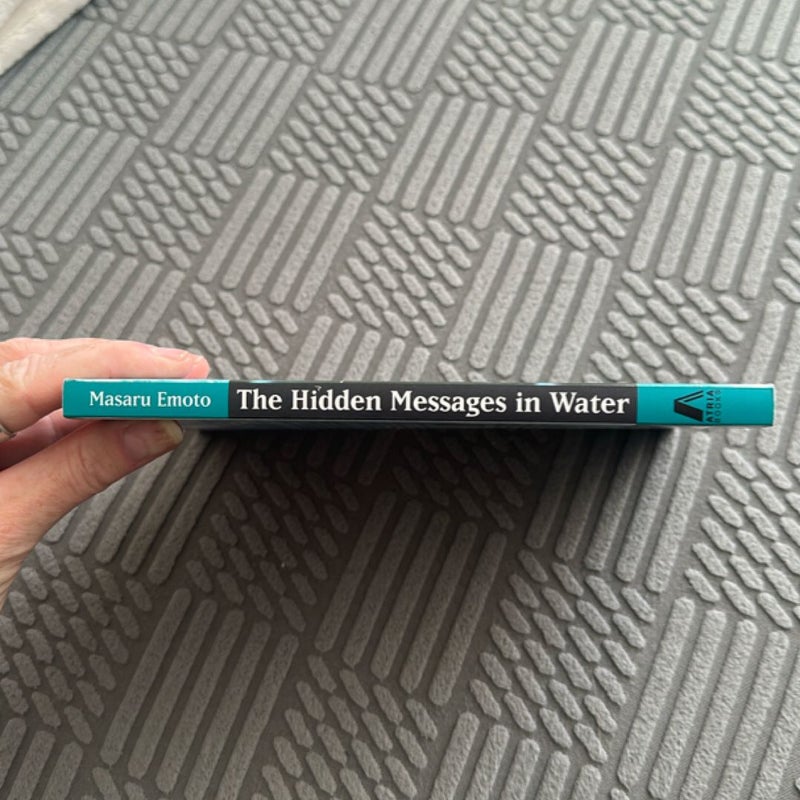 Masaru Emoto
The Hidden Messages in Water
ATRIA
BOOKS